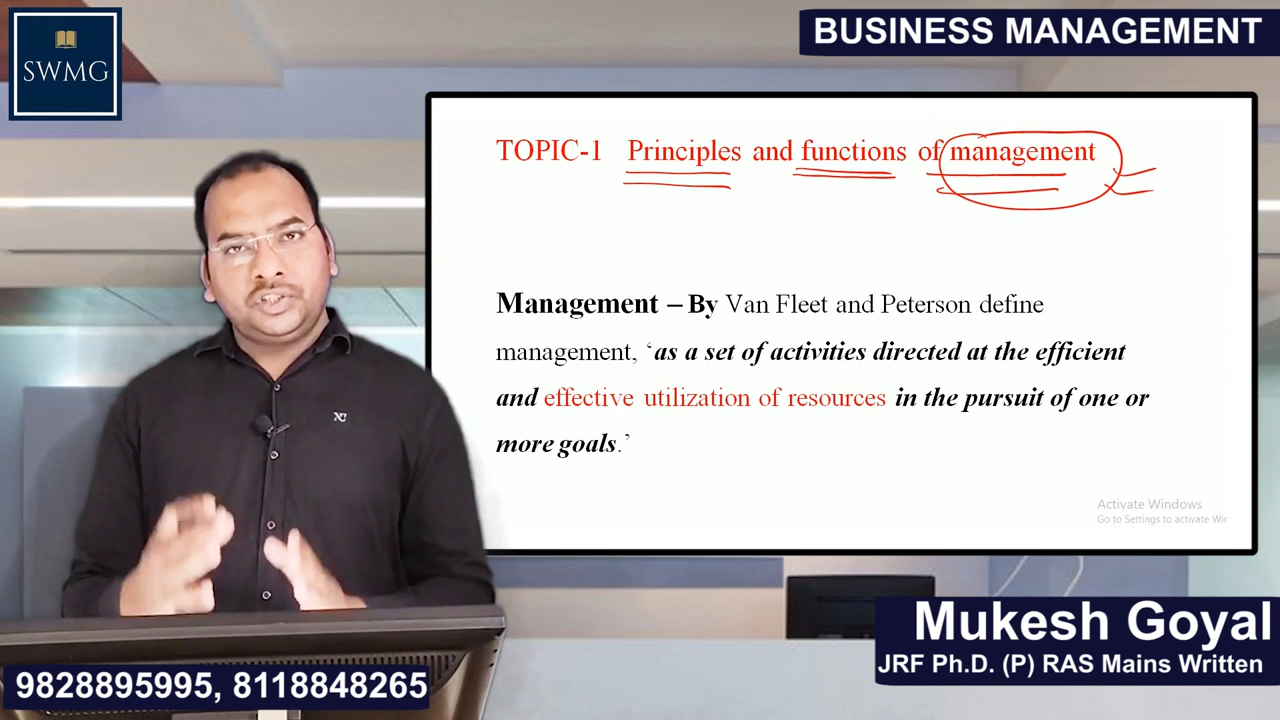 SWMG
BUSINESS MANAGEMENT
TOPIC-1 Principles and functions of management
Management – By Van Fleet and Peterson define
management, ‘as a set of activities directed at the efficient
and effective utilization of resources in the pursuit of one or
more goals.’
Activate Windows
Go to Settings to activate Wir
Mukesh Goyal
JRF Ph.D. (P) RAS Mains Written
9828895995, 8118848265